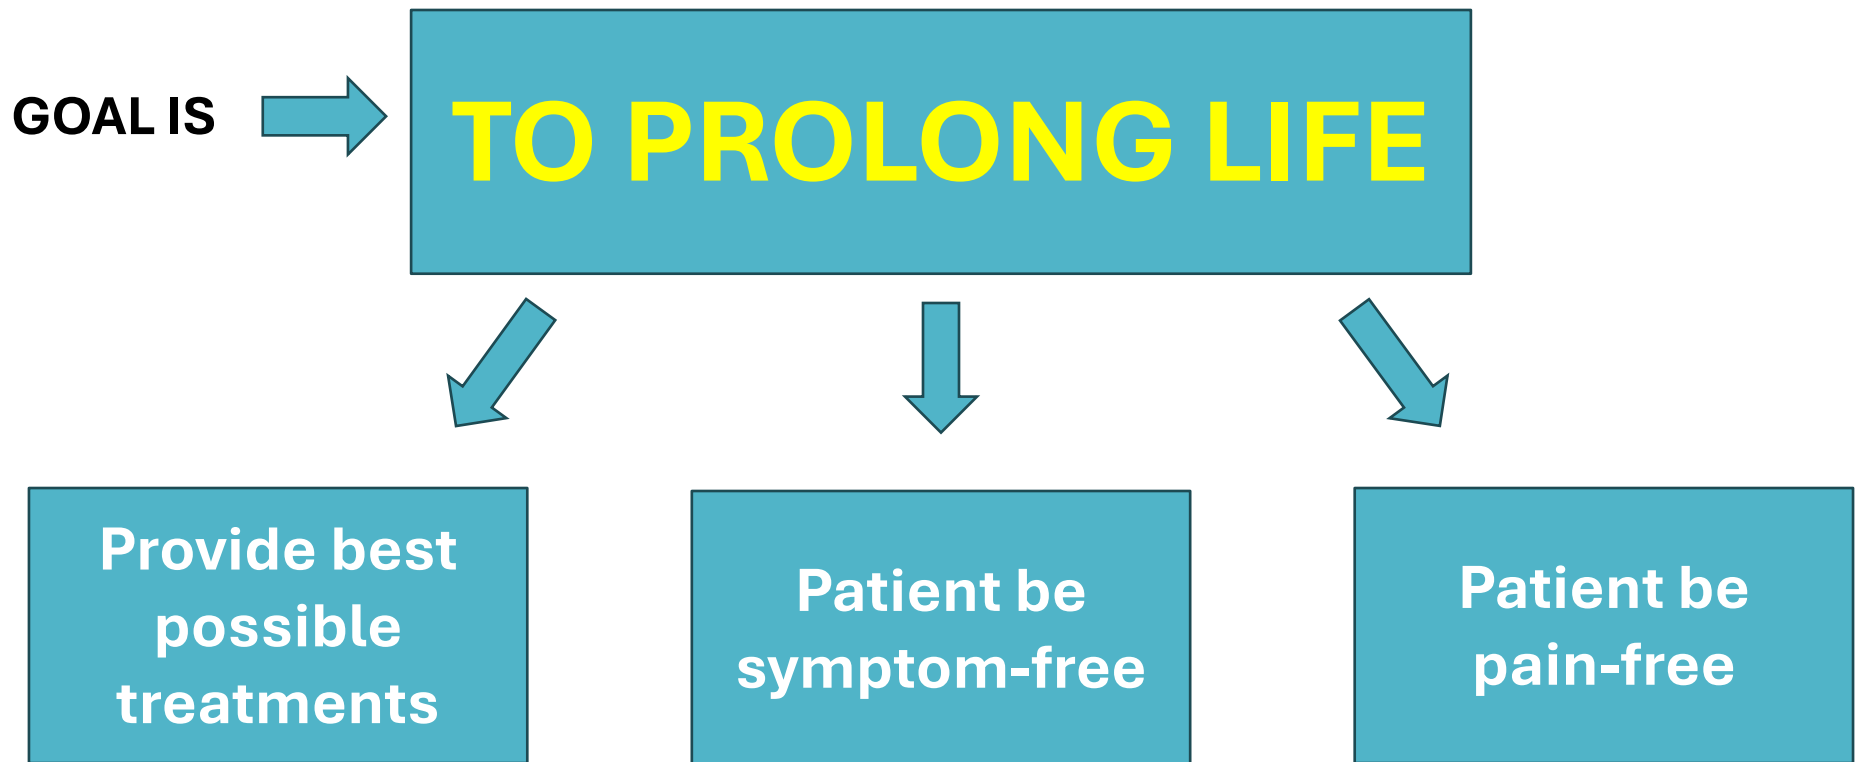 GOAL IS
TO PROLONG LIFE
Provide best
possible
treatments
Patient be
symptom-free
Patient be
pain-free